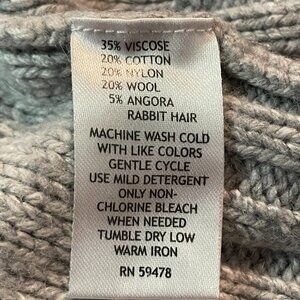 35% VISCOSE
20% COTTON
20% NYLON
20% WOOL
5% ANGORA
RABBIT HAIR
MACHINE WASH COLD
WITH LIKE COLORS
GENTLE CYCLE
USE MILD DETERGENT
ONLY NON-
CHLORINE BLEACH
WHEN NEEDED
TUMBLE DRY LOW
WARM IRON
RN 59478